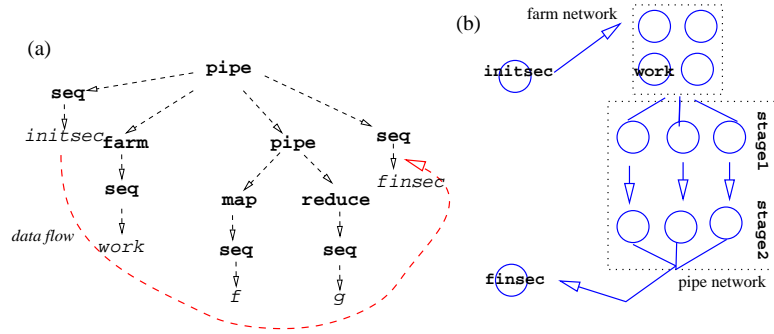 (a)
pipe
seq
initsec
farm
pipe
seq
seq
finsec
map
reduce
data flow
work
seq
seq
f
g
(b)
farm network
initsec
work
stage1
stage2
finsec
pipe network